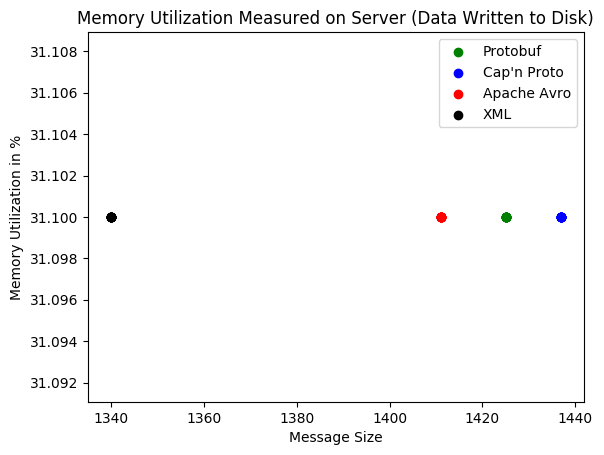 Memory Utilization Measured on Server (Data Written to Disk)
Protobuf
Cap'n Proto
Apache Avro
XML
Memory Utilization in %
31.108
31.106
31.104
31.102
31.100
31.098
31.096
31.094
31.092
1340 1360 1380 1400 1420 1440
Message Size